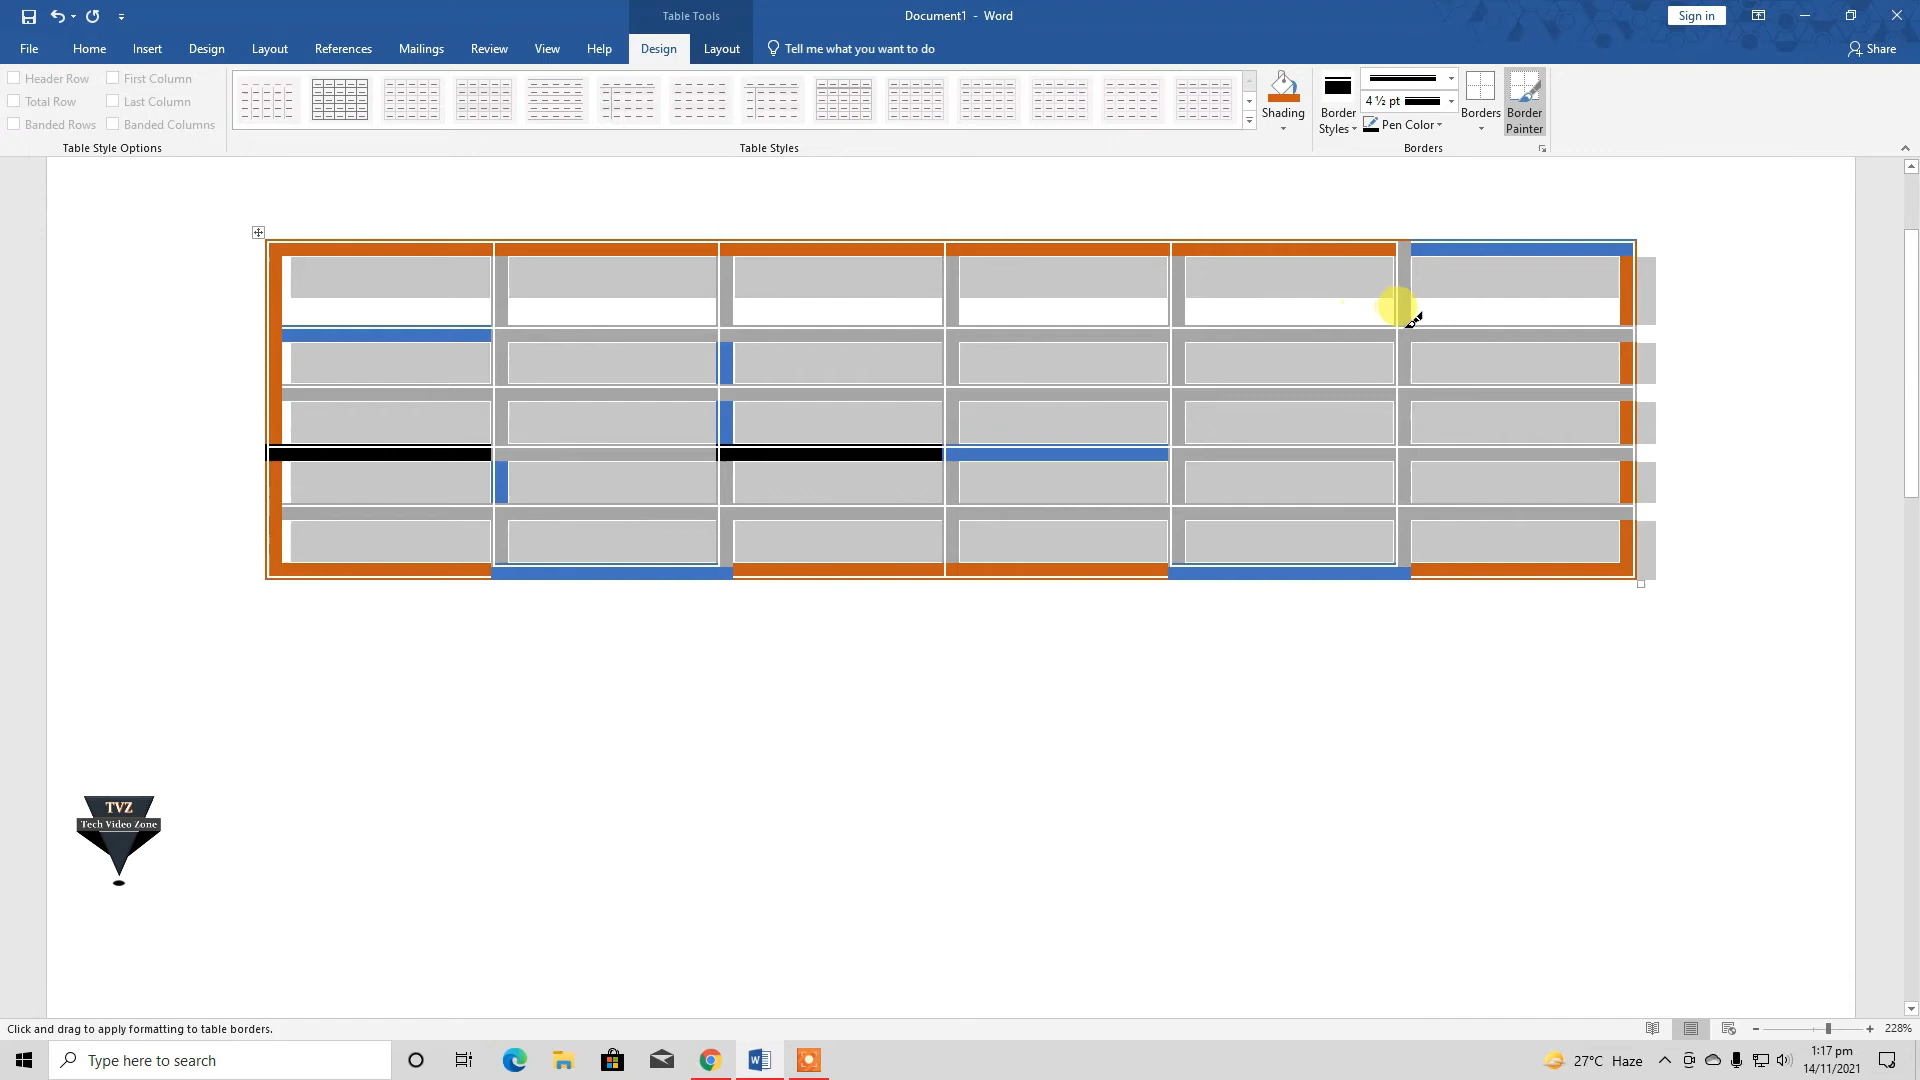 Table Tools
Document1 - Word
Sign in
File
Home
Insert
Design
Layout
References
Mailings
Review
View
Help
Design
Layout
Tell me what you want to do
Share
Header Row
First Column
Total Row
Last Column
Banded Rows
Banded Columns
Table Style Options
Table Styles
Shading
Border
Styles
4 ½ pt
Pen Color
Borders
Border
Painter
Borders
TVZ
Tech Video Zone
Click and drag to apply formatting to table borders.
228%
Type here to search
27°C Haze
1:17 pm
14/11/2021